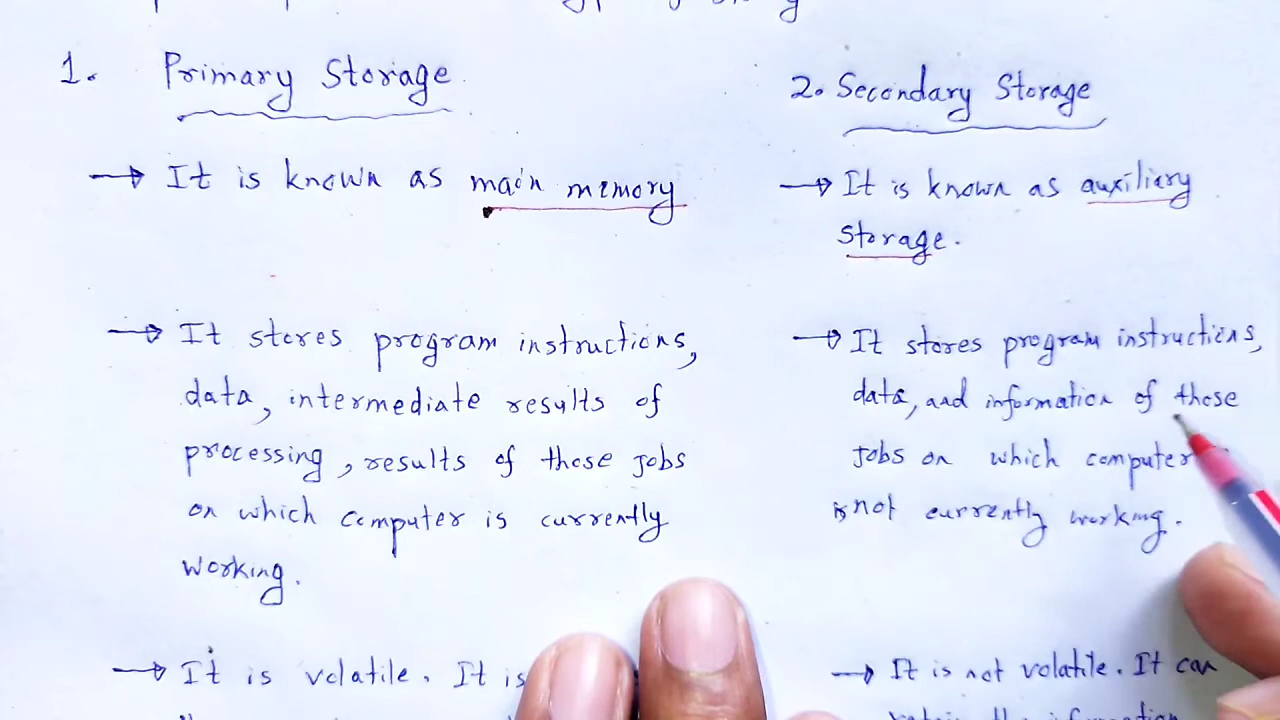 1. Primary Storage
→ It is known as main memory
→ It stores program instructions,
data, intermediate results of
processing, results of those jobs
on which computer is currently
working.
→ It is volatile. It is
2. Secondary Storage
→ It is known as auxiliary
storage.
→ It stores program instructions,
data, and information of those
jobs on which computer
is not currently working.
→ It is not volatile. It can